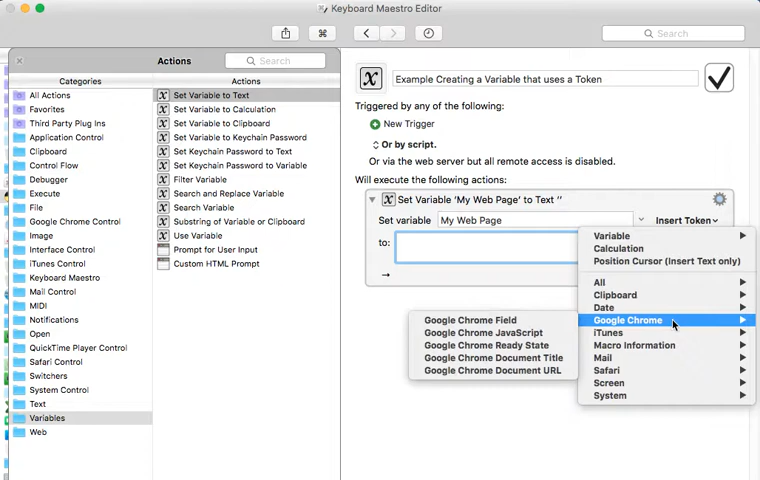 Keyboard Maestro Editor
⌘
Search
Actions
Search
Categories
Actions
All Actions
Favorites
Third Party Plug Ins
Application Control
Clipboard
Control Flow
Debugger
Execute
File
Google Chrome Control
Image
Interface Control
iTunes Control
Keyboard Maestro
Mail Control
MIDI
Notifications
Open
QuickTime Player Control
Safari Control
Switchers
System Control
Text
Variables
Web
Set Variable to Text
Set Variable to Calculation
Set Variable to Clipboard
Set Variable to Keychain Password
Set Keychain Password to Text
Set Keychain Password to Variable
Filter Variable
Search and Replace Variable
Search Variable
Substring of Variable or Clipboard
Use Variable
Prompt for User Input
Custom HTML Prompt
Example Creating a Variable that uses a Token
Triggered by any of the following:
New Trigger
Or by script.
Or via the web server but all remote access is disabled.
Will execute the following actions:
Set Variable ‘My Web Page’ to Text ‘’
Set variable My Web Page Insert Token
to:
→
Variable
Calculation
Position Cursor (Insert Text only)
All
Clipboard
Date
Google Chrome
iTunes
Macro Information
Mail
Safari
Screen
System
Google Chrome Field
Google Chrome JavaScript
Google Chrome Ready State
Google Chrome Document Title
Google Chrome Document URL